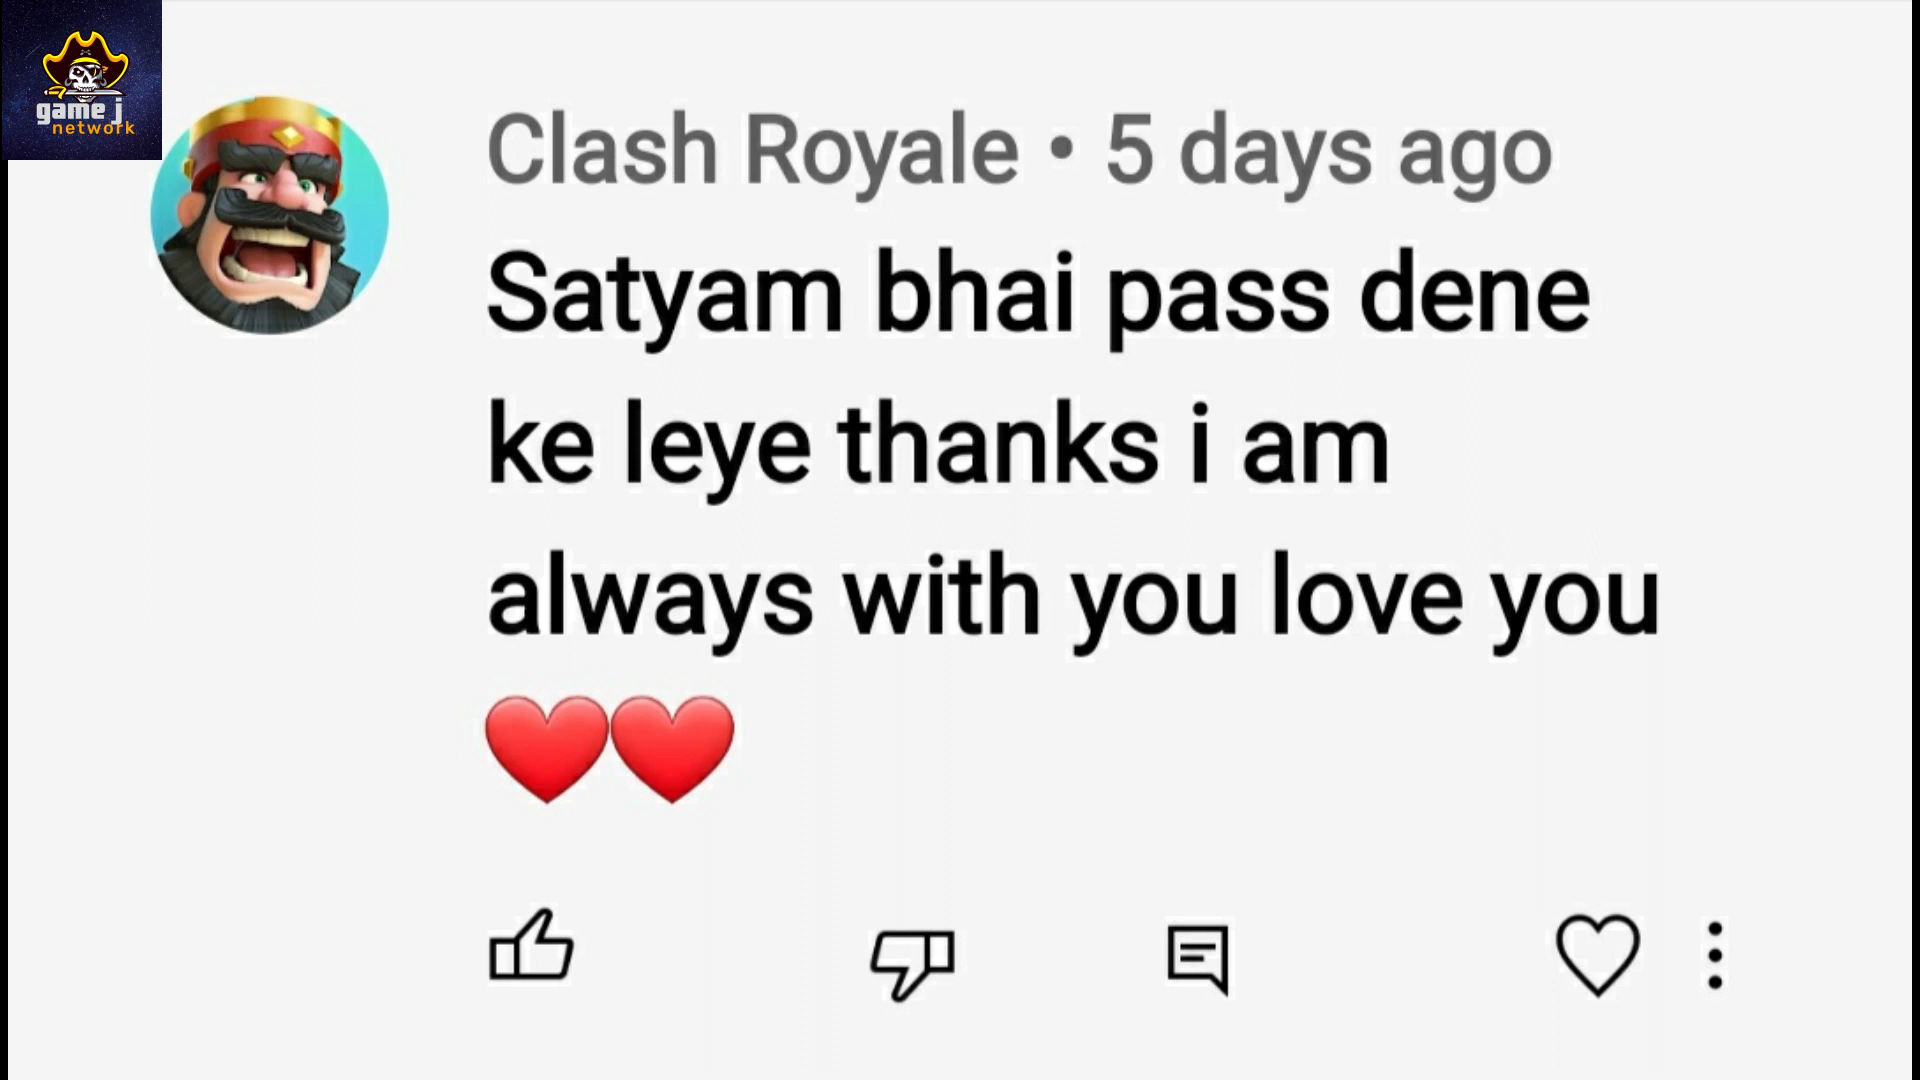 game j
network
Clash Royale • 5 days ago
Satyam bhai pass dene
ke leye thanks i am
always with you love you
❤️❤️